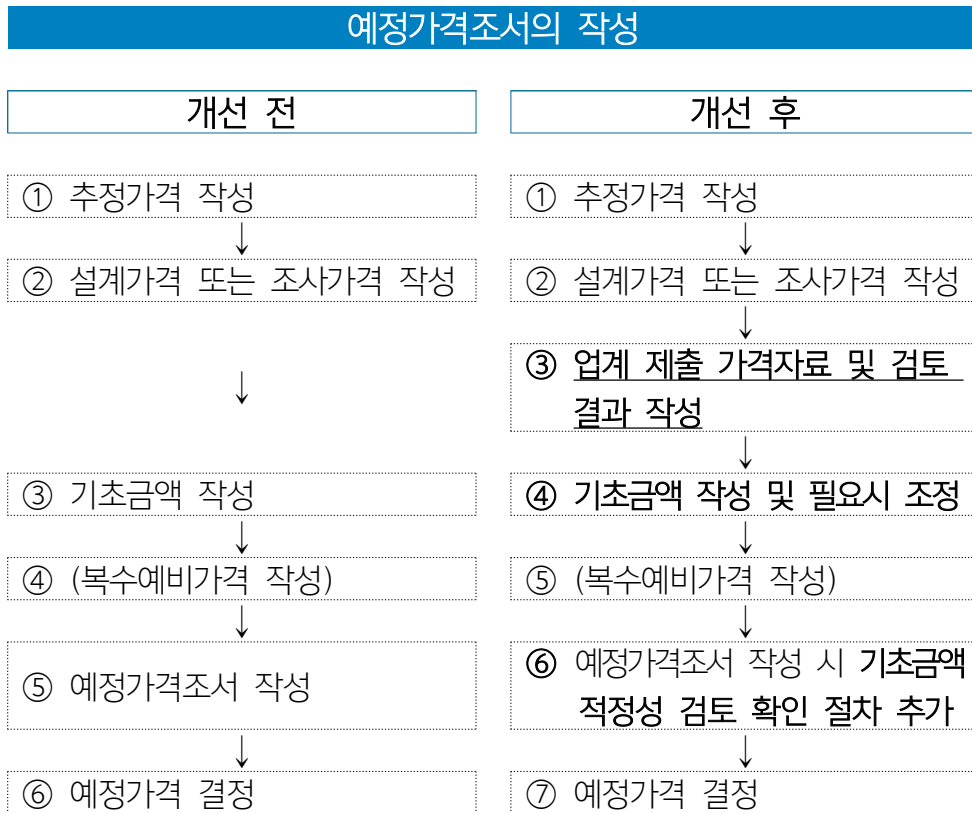 예정가격조서의 작성
개선 전
① 추정가격 작성
↓
② 설계가격 또는 조사가격 작성
↓
③ 기초금액 작성
↓
④ (복수예비가격 작성)
↓
⑤ 예정가격조서 작성
↓
⑥ 예정가격 결정
개선 후
① 추정가격 작성
↓
② 설계가격 또는 조사가격 작성
↓
③ 업계 제출 가격자료 및 검토
결과 작성
↓
④ 기초금액 작성 및 필요시 조정
↓
⑤ (복수예비가격 작성)
↓
⑥ 예정가격조서 작성 시 기초금액
적정성 검토 확인 절차 추가
↓
⑦ 예정가격 결정